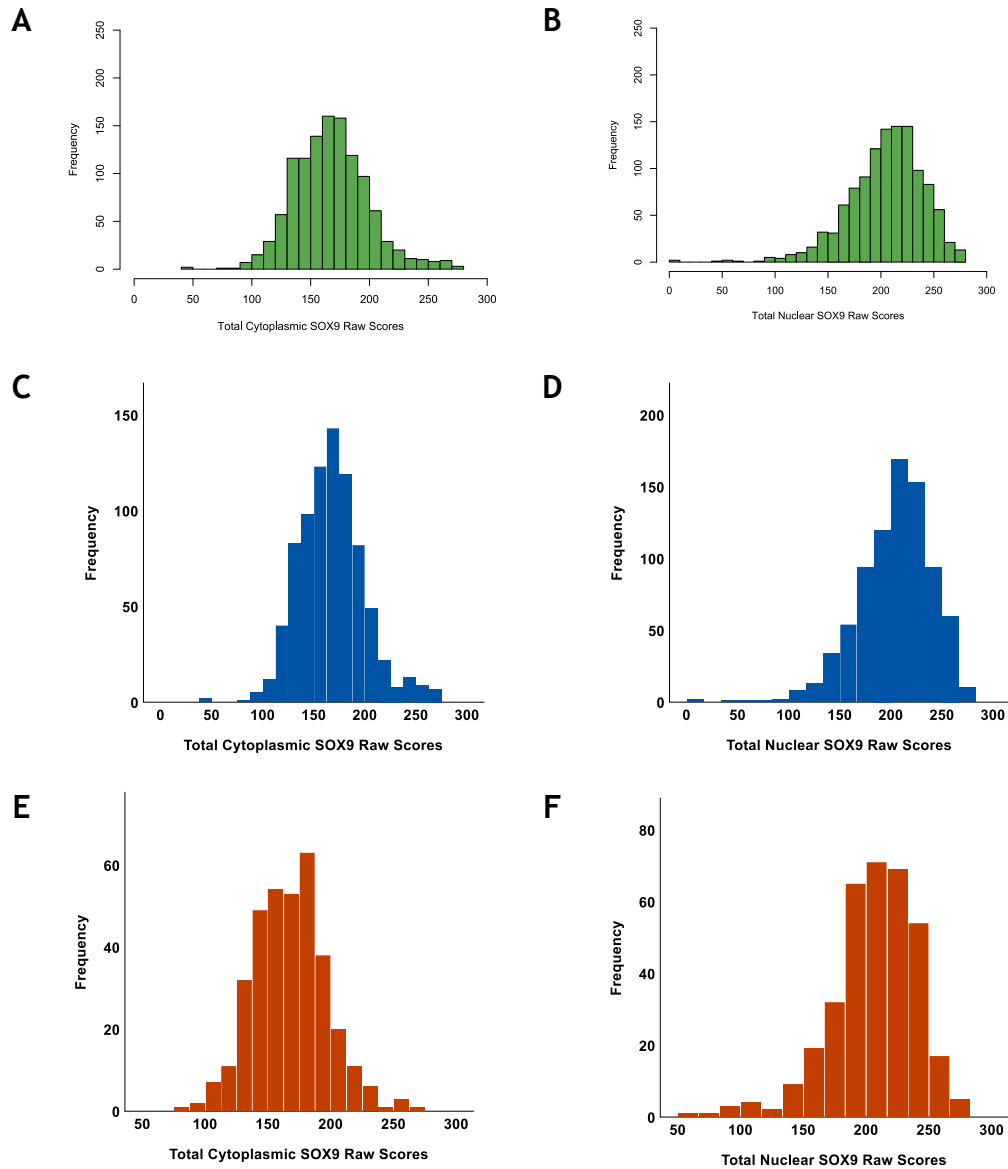 A
250
200
150
100
50
0
Frequency
0 50 100 150 200 250 300
Total Cytoplasmic SOX9 Raw Scores
B
250
200
150
100
50
0
Frequency
0 50 100 150 200 250 300
Total Nuclear SOX9 Raw Scores
C
150
100
50
0
Frequency
0 50 100 150 200 250 300
Total Cytoplasmic SOX9 Raw Scores
D
200
150
100
50
0
Frequency
0 50 100 150 200 250 300
Total Nuclear SOX9 Raw Scores
E
60
40
20
0
Frequency
50 100 150 200 250 300
Total Cytoplasmic SOX9 Raw Scores
F
80
60
40
20
0
Frequency
50 100 150 200 250 300
Total Nuclear SOX9 Raw Scores